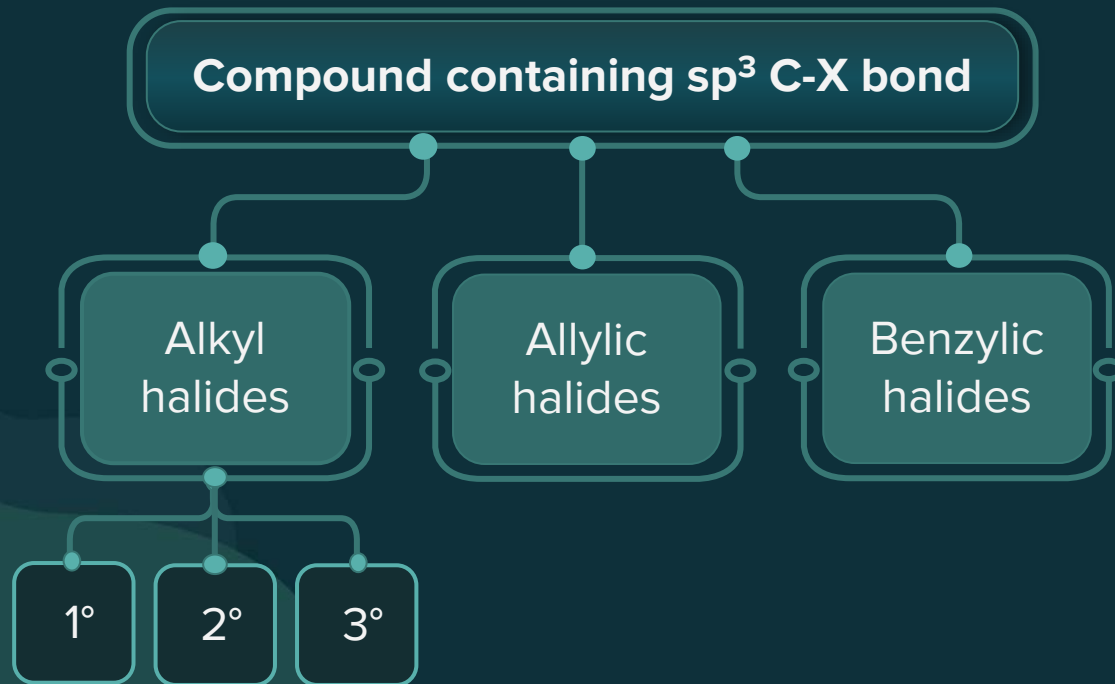 Compound containing sp³ C-X bond
Alkyl
halides
Allylic
halides
Benzylic
halides
1°
2°
3°